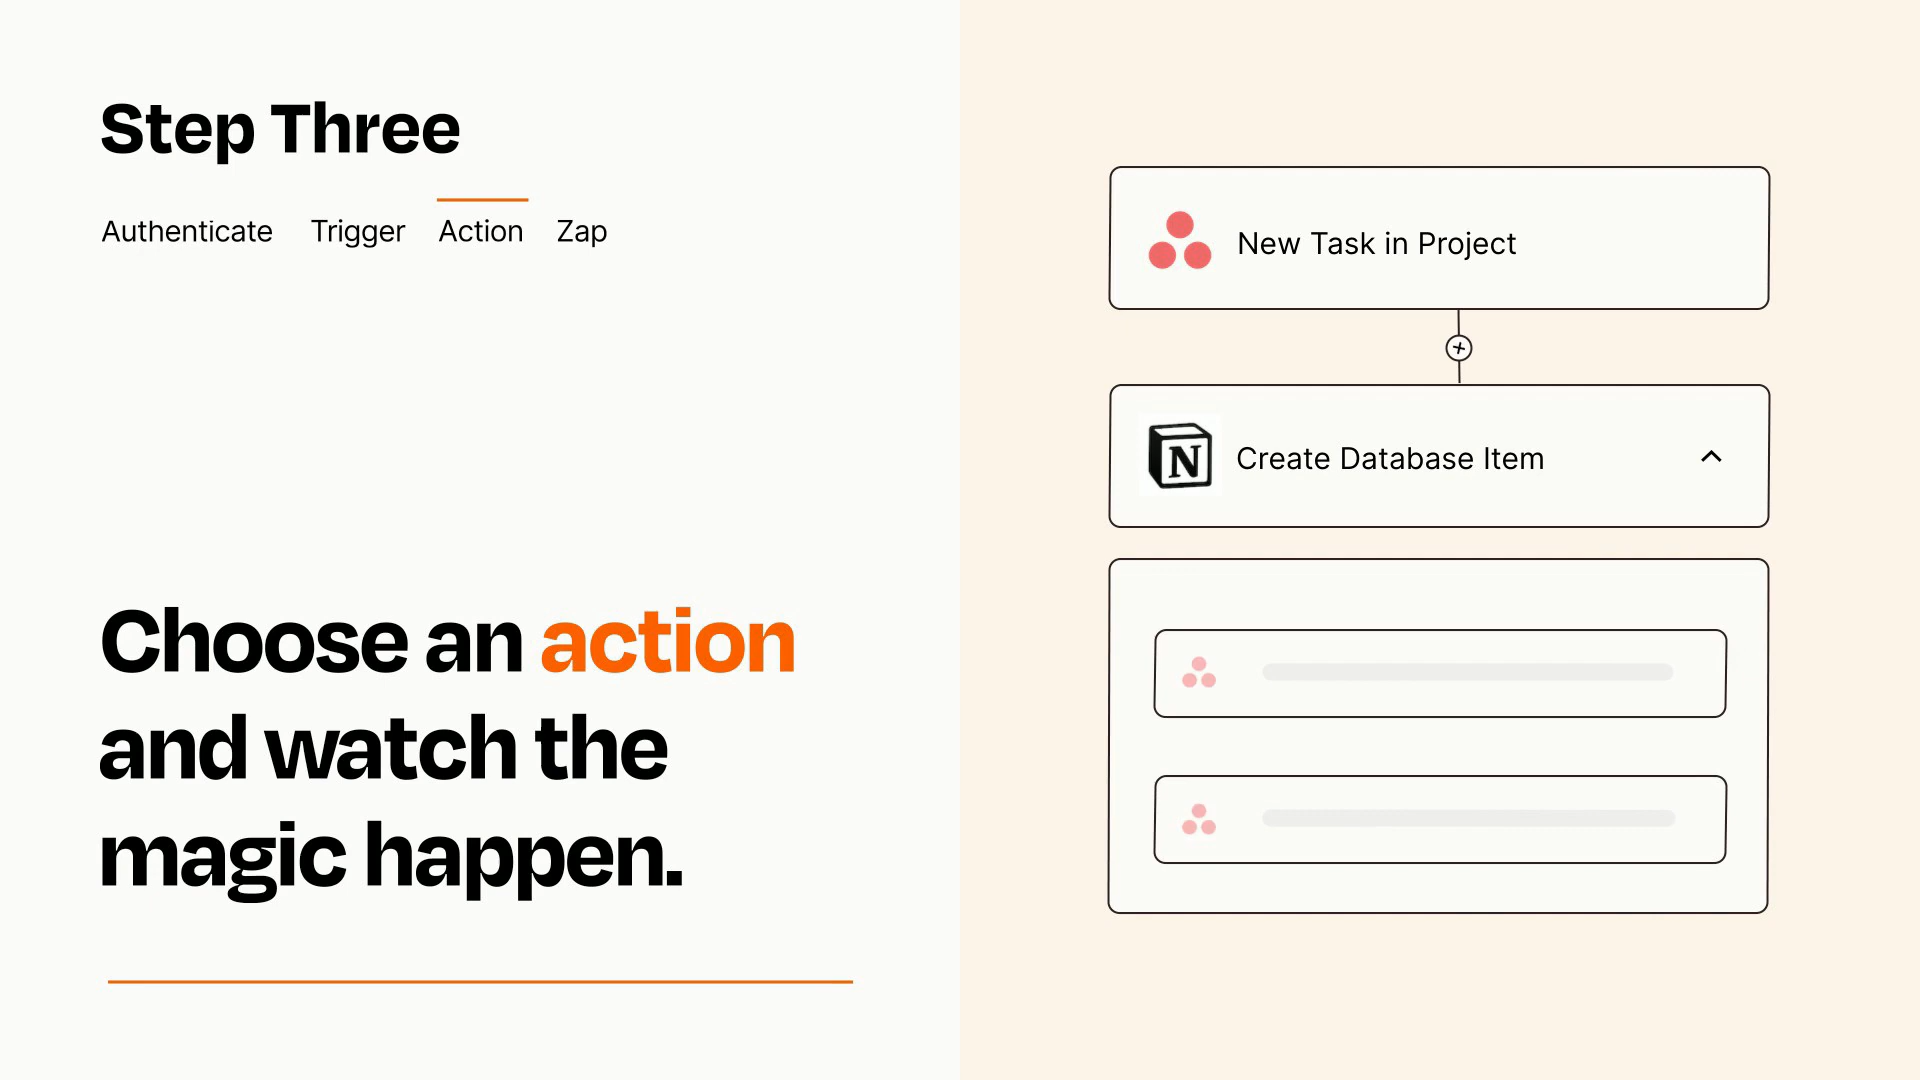 Step Three
Authenticate Trigger Action Zap
Choose an action
and watch the
magic happen.
New Task in Project
N
Create Database Item